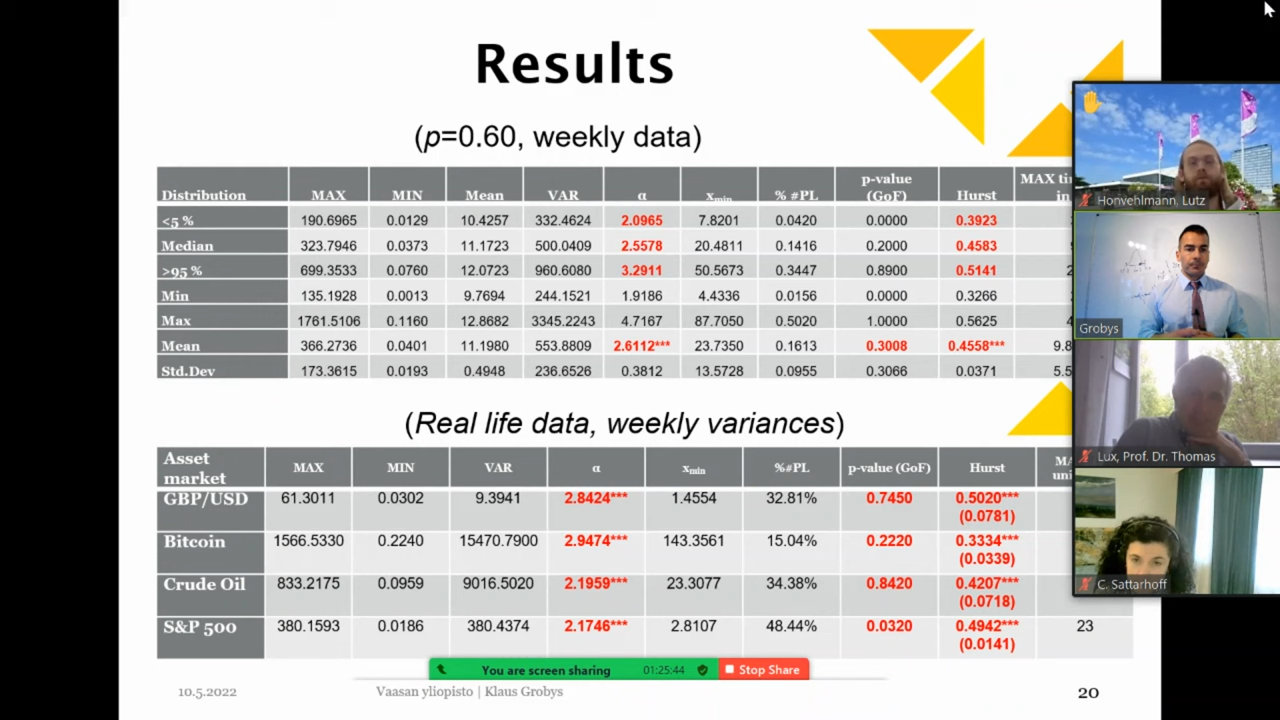 Results
(p=0.60, weekly data)
Distribution MAX MIN Mean VAR α xmin % #PL p-value (GoF) Hurst MAX
<5 % 190.6965 0.0129 10.4257 332.4624 2.0965 7.8201 0.0420 0.0000 0.3923
Median 323.7946 0.0373 11.1723 500.0409 2.5578 20.4811 0.1416 0.2000 0.4583
>95 % 699.3533 0.0760 12.0723 960.6080 3.2911 50.5673 0.3447 0.8900 0.5141
Min 135.1928 0.0013 9.7694 244.1521 1.9186 4.4336 0.0156 0.0000 0.3266
Max 1761.5106 0.1160 12.8682 3345.2243 4.7167 87.7050 0.5020 1.0000 0.5625
Mean 366.2736 0.0401 11.1980 553.8809 2.6112*** 23.7350 0.1613 0.3008 0.4558*** 9.8
Std.Dev 173.3615 0.0193 0.4948 236.6526 0.3812 13.5728 0.0955 0.3066 0.0371 5.5
(Real life data, weekly variances)
Asset market MAX MIN VAR α xmin %#PL p-value (GoF) Hurst
GBP/USD 61.3011 0.0302 9.3941 2.8424*** 1.4554 32.81% 0.7450 0.5020***
(0.0781)
Bitcoin 1566.5330 0.2240 15470.7900 2.9474*** 143.3561 15.04% 0.2220 0.3334***
(0.0339)
Crude Oil 833.2175 0.0959 9016.5020 2.1959*** 23.3077 34.38% 0.8420 0.4207***
(0.0718)
S&P 500 380.1593 0.0186 380.4374 2.1746*** 2.8107 48.44% 0.0320 0.4942*** 23
(0.0141)
You are screen sharing 01:25:44 Stop Share
10.5.2022 Vaasan yliopisto | Klaus Grobys 20
Honvehlmann, Lutz
Grobys
Lux, Prof. Dr. Thomas
C. Sattarhoff